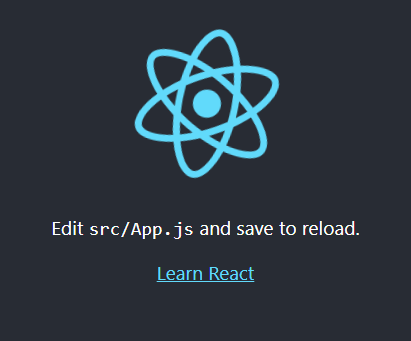 Edit src/App.js and save to reload.
Learn React